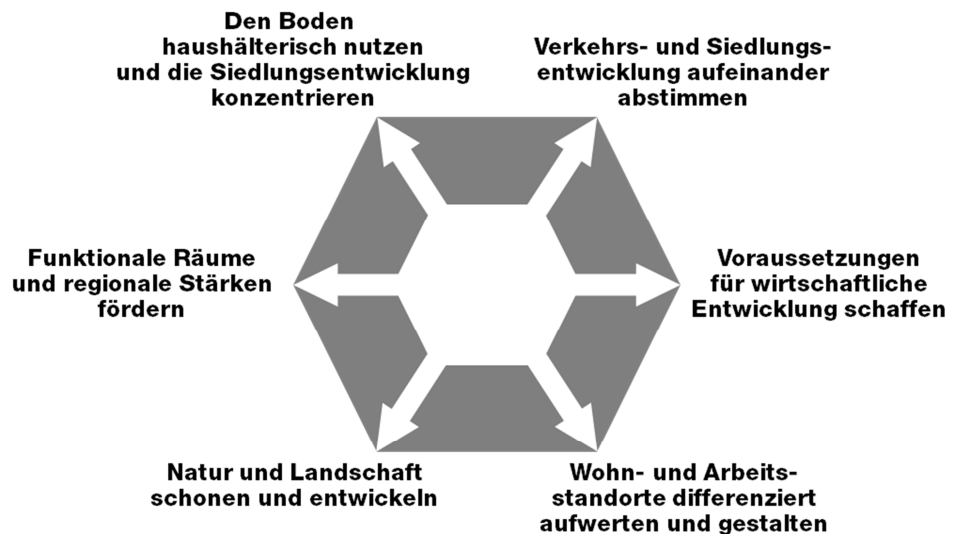 Den Boden
haushälterisch nutzen
und die Siedlungsentwicklung
konzentrieren
Verkehrs- und Siedlungs-
entwicklung aufeinander
abstimmen
Funktionale Räume
und regionale Stärken
fördern
Voraussetzungen
für wirtschaftliche
Entwicklung schaffen
Natur und Landschaft
schonen und entwickeln
Wohn- und Arbeits-
standorte differenziert
aufwerten und gestalten